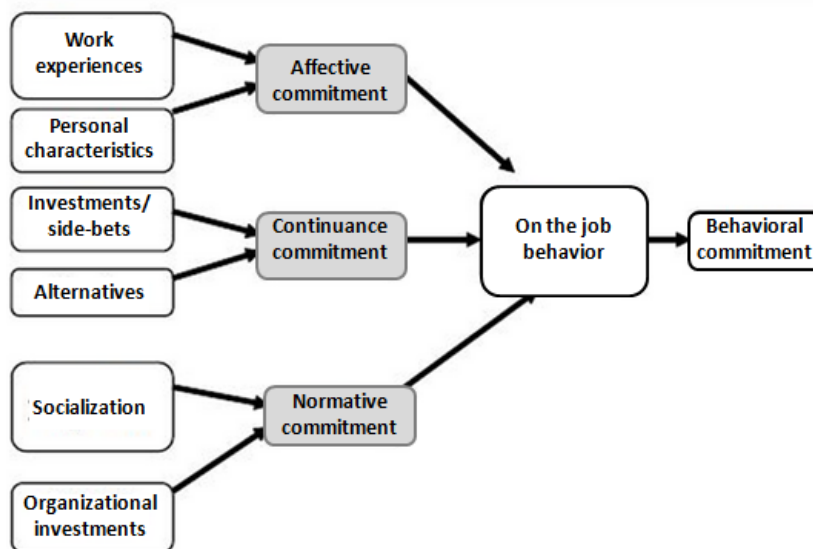 Work
experiences
Affective
commitment
Personal
characteristics
Investments/
side-bets
Continuance
commitment
Alternatives
On the job
behavior
Behavioral
commitment
Socialization
Normative
commitment
Organizational
investments